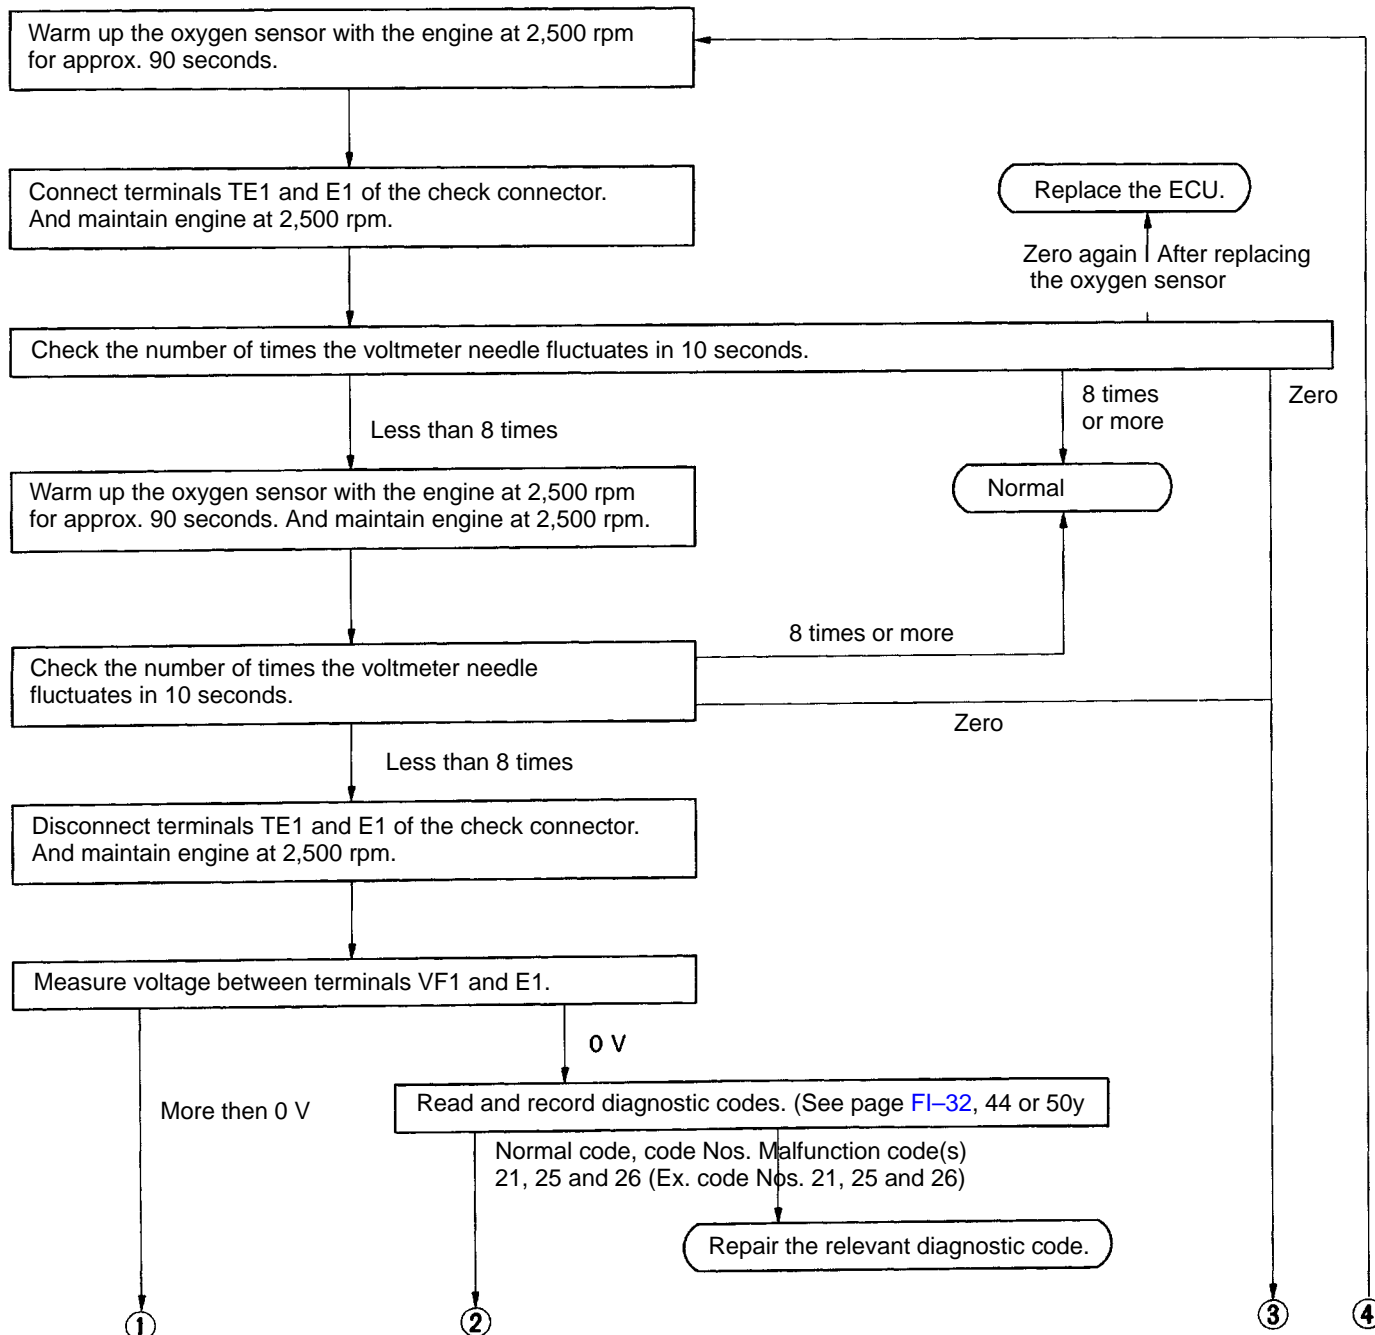 Warm up the oxygen sensor with the engine at 2,500 rpm
for approx. 90 seconds.
Connect terminals TE1 and E1 of the check connector.
And maintain engine at 2,500 rpm.
Replace the ECU.
Zero again After replacing
the oxygen sensor
Check the number of times the voltmeter needle fluctuates in 10 seconds.
Less than 8 times
8 times
or more
Zero
Warm up the oxygen sensor with the engine at 2,500 rpm
for approx. 90 seconds. And maintain engine at 2,500 rpm.
Normal
8 times or more
Check the number of times the voltmeter needle
fluctuates in 10 seconds.
Zero
Less than 8 times
Disconnect terminals TE1 and E1 of the check connector.
And maintain engine at 2,500 rpm.
Measure voltage between terminals VF1 and E1.
0 V
More then 0 V
Read and record diagnostic codes. (See page FI–32, 44 or 50y
Normal code, code Nos. Malfunction code(s)
21, 25 and 26 (Ex. code Nos. 21, 25 and 26)
Repair the relevant diagnostic code.
1 2 3 4